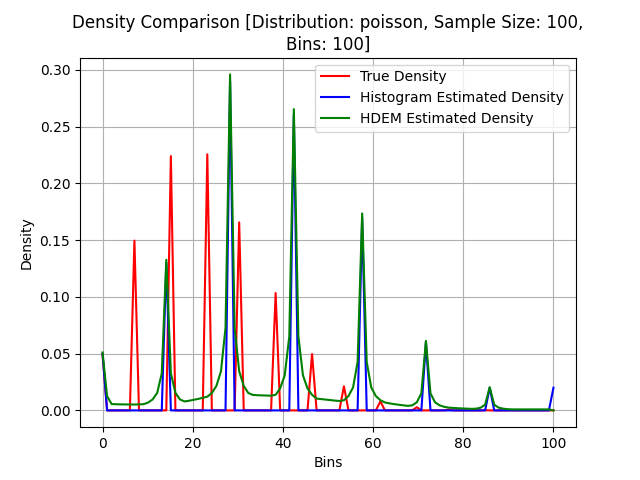 Density Comparison [Distribution: poisson, Sample Size: 100,
Bins: 100]
True Density
Histogram Estimated Density
HDEM Estimated Density
Density
0.30
0.25
0.20
0.15
0.10
0.05
0.00
0 20 40 60 80 100
Bins